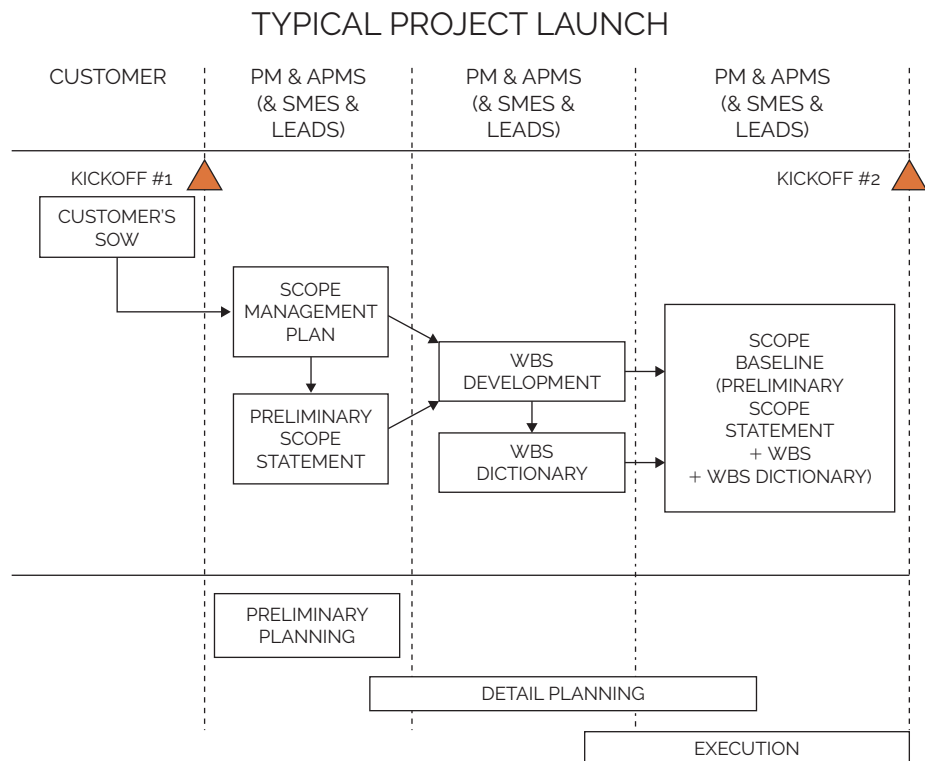 TYPICAL PROJECT LAUNCH
CUSTOMER
PM & APMS
(& SMES &
LEADS)
PM & APMS
(& SMES &
LEADS)
PM & APMS
(& SMES &
LEADS)
KICKOFF #1
KICKOFF #2
CUSTOMER'S
SOW
SCOPE
MANAGEMENT
PLAN
PRELIMINARY
SCOPE
STATEMENT
WBS
DEVELOPMENT
WBS
DICTIONARY
SCOPE
BASELINE
(PRELIMINARY
SCOPE
STATEMENT
+ WBS
+ WBS DICTIONARY)
PRELIMINARY
PLANNING
DETAIL PLANNING
EXECUTION